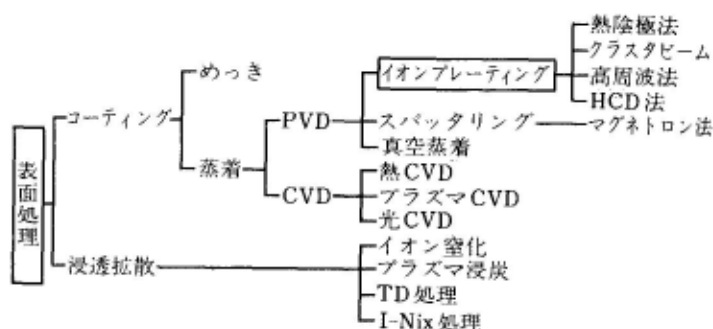 熱陰極法
イオンプレーティング
クラスタビーム
高周波法
HCD法
めっき
コーティング
PVD
スパッタリング
マグネトロン法
真空蒸着
蒸着
熱CVD
CVD
プラズマCVD
光CVD
表面処理
イオン窒化
浸透拡散
プラズマ浸炭
TD処理
I-Nix処理